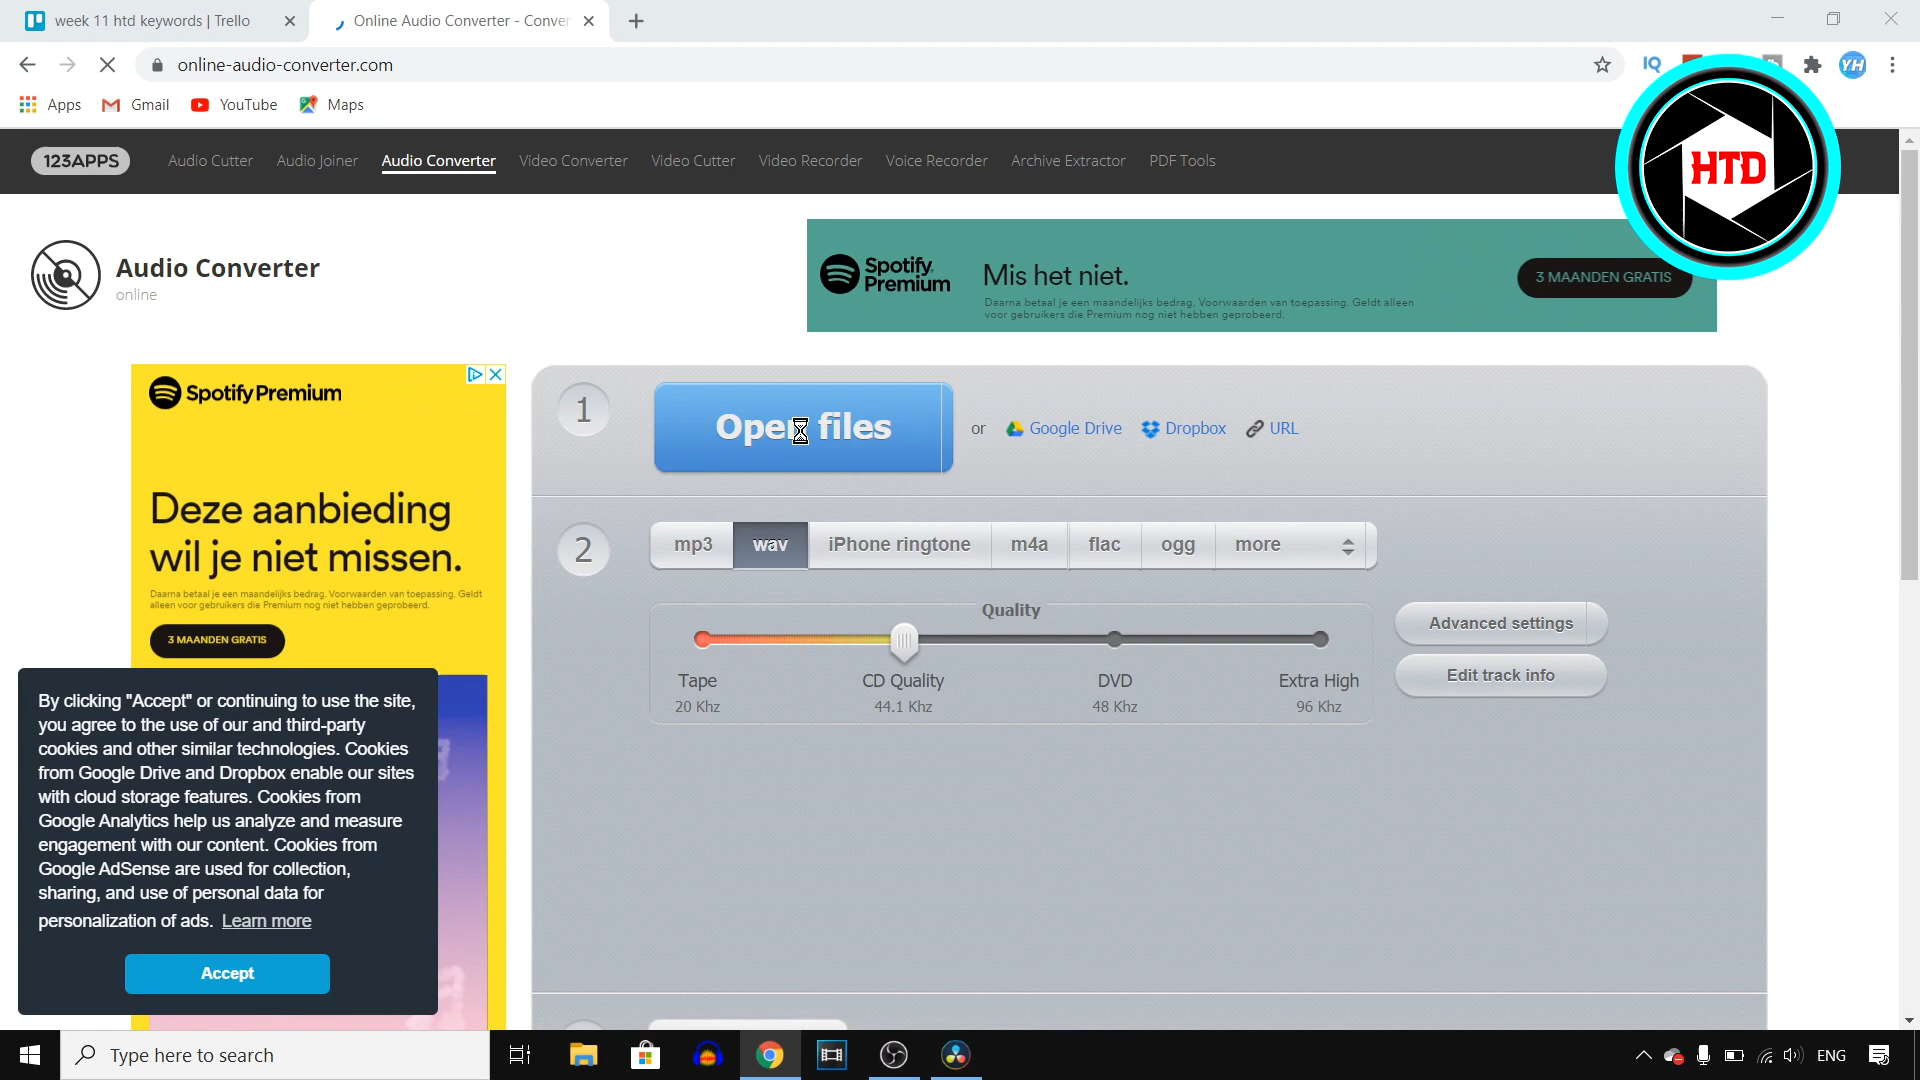 week 11 htd keywords | Trello
Online Audio Converter - Conver
online-audio-converter.com
IQ
YH
Apps
Gmail
YouTube
Maps
123APPS
Audio Cutter
Audio Joiner
Audio Converter
Video Converter
Video Cutter
Video Recorder
Voice Recorder
Archive Extractor
PDF Tools
HTD
Audio Converter
online
Spotify Premium
Mis het niet.
Daarna betaal je een maandelijks bedrag. Voorwaarden van toepassing. Geldt alleen
voor gebruikers die Premium nog niet hebben geprobeerd.
3 MAANDEN GRATIS
Spotify Premium
Deze aanbieding
wil je niet missen.
Daarna betaal je een maandelijks bedrag. Voorwaarden van toepassing. Geldt
alleen voor gebruikers die Premium nog niet hebben geprobeerd.
3 MAANDEN GRATIS
1
Open files
or
Google Drive
Dropbox
URL
2
mp3
wav
iPhone ringtone
m4a
flac
ogg
more
Quality
Tape
20 Khz
CD Quality
44.1 Khz
DVD
48 Khz
Extra High
96 Khz
Advanced settings
Edit track info
By clicking "Accept" or continuing to use the site,
you agree to the use of our and third-party
cookies and other similar technologies. Cookies
from Google Drive and Dropbox enable our sites
with cloud storage features. Cookies from
Google Analytics help us analyze and measure
engagement with our content. Cookies from
Google AdSense are used for collection,
sharing, and use of personal data for
personalization of ads. Learn more
Accept
Type here to search
ENG